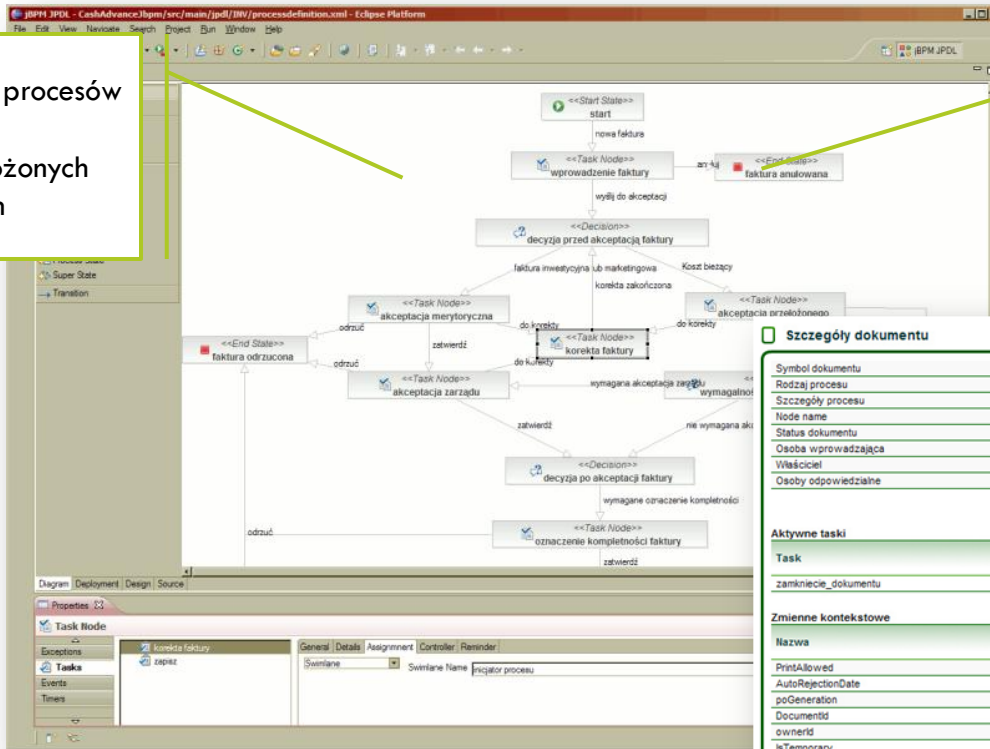 jBPM JPDL - CashAdvanceJbpm/src/main/jpdl/INV/processdefinition.xml - Eclipse Platform
File Edit View Navigate Search Project Run Window Help
jBPM JPDL
procesów
ożonych
Super State
Transition
<<Start State>>
start
nowa faktura
<<Task Node>>
wprowadzenie faktury
<<End State>>
faktura anulowana
wyślij do akceptacji
<<Decision>>
decyzja przed akceptacją faktury
faktura inwestycyjna lub marketingowa
Koszt bieżący
korekta zakończona
<<Task Node>>
akceptacja merytoryczna
<<Task Node>>
akceptacja przełożonego
odrzuć
do korekty
do korekty
<<Task Node>>
korekta faktury
<<End State>>
faktura odrzucona
zatwierdź
odrzuć
do korekty
<<Task Node>>
akceptacja zarządu
wymagana akceptacja zarządu
zatwierdź
nie wymagana
<<Decision>>
decyzja po akceptacji faktury
wymagane oznaczenie kompletności
odrzuć
<<Task Node>>
oznaczenie kompletności faktury
zatwierdź
Diagram Deployment Design Source
Properties
Task Node
Exceptions
Tasks
Events
Timers
korekta faktury
zapisz
General Details Assignment Controller Reminder
Swimlane
Swimlane Name inicjator procesu
Szczegóły dokumentu
Symbol dokumentu
Rodzaj procesu
Szczegóły procesu
Node name
Status dokumentu
Osoba wprowadzająca
Właściciel
Osoby odpowiedzialne
Aktywne taski
Task
zamkniecie_dokumentu
Zmienne kontekstowe
Nazwa
PrintAllowed
AutoRejectionDate
poGeneration
DocumentId
ownerId
IsTemporary